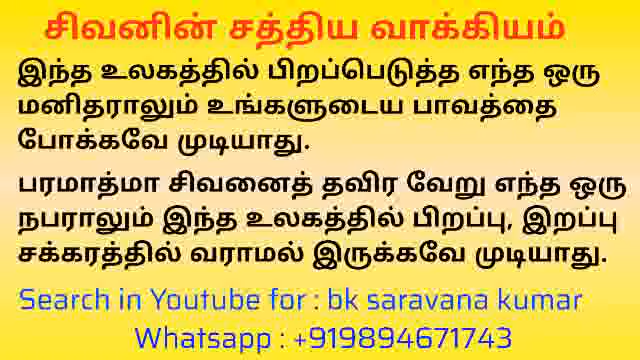 சிவனின் சத்திய வாக்கியம்
இந்த உலகத்தில் பிறப்பெடுத்த எந்த ஒரு
மனிதராலும் உங்களுடைய பாவத்தை
போக்கவே முடியாது.
பரமாத்மா சிவனைத் தவிர வேறு எந்த ஒரு
நபராலும் இந்த உலகத்தில் பிறப்பு, இறப்பு
சக்கரத்தில் வராமல் இருக்கவே முடியாது.
Search in Youtube for : bk saravana kumar
Whatsapp : +919894671743